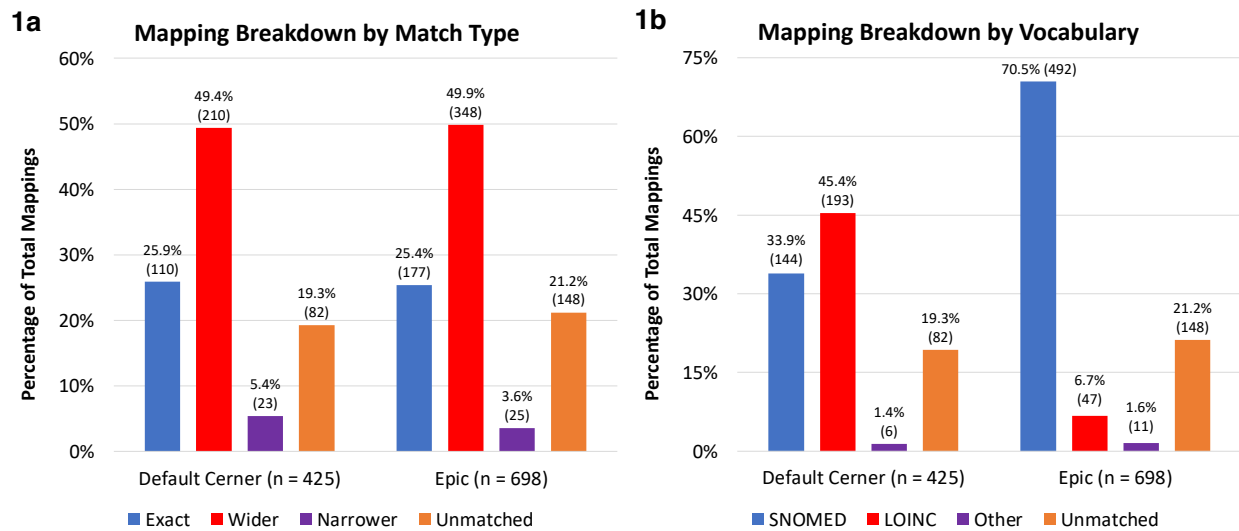 1a
Mapping Breakdown by Match Type
Percentage of Total Mappings
60%
50%
40%
30%
20%
10%
0%
25.9%
(110)
49.4%
(210)
5.4%
(23)
19.3%
(82)
25.4%
(177)
49.9%
(348)
3.6%
(25)
21.2%
(148)
Default Cerner (n = 425)
Epic (n = 698)
Exact
Wider
Narrower
Unmatched
1b
Mapping Breakdown by Vocabulary
Percentage of Total Mappings
75%
60%
45%
30%
15%
0%
33.9%
(144)
45.4%
(193)
1.4%
(6)
19.3%
(82)
70.5% (492)
6.7%
(47)
1.6%
(11)
21.2%
(148)
Default Cerner (n = 425)
Epic (n = 698)
SNOMED
LOINC
Other
Unmatched